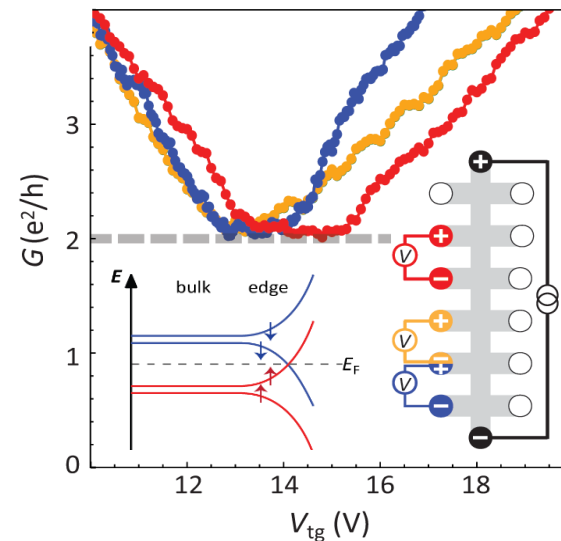 G (e²/h)
3
2
1
0
12 14 16 18
V_tg (V)
E
bulk edge
E_F
+
+
V
−
+
V
−
+
V
−
−